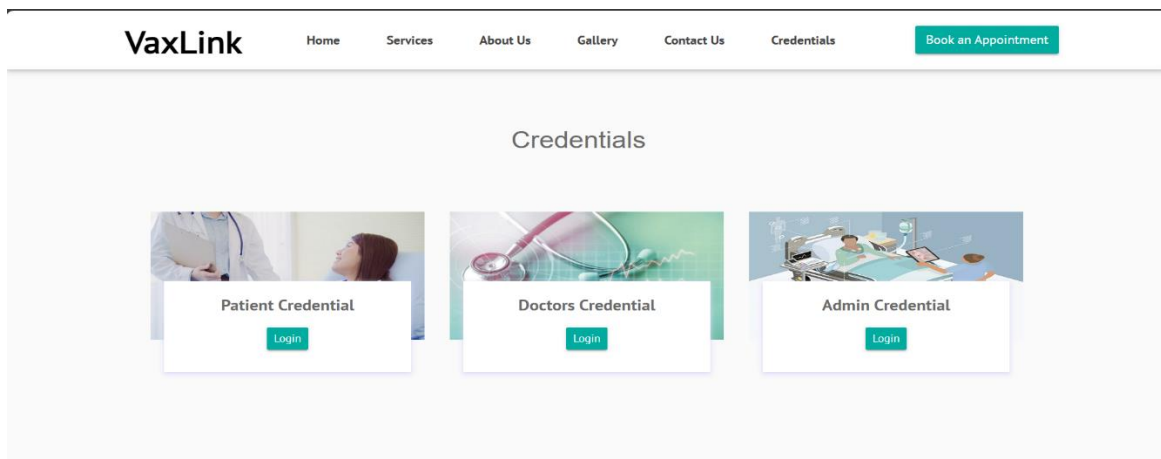 VaxLink Home Services About Us Gallery Contact Us Credentials Book an Appointment
Credentials
Patient Credential
Login
Doctors Credential
Login
Admin Credential
Login